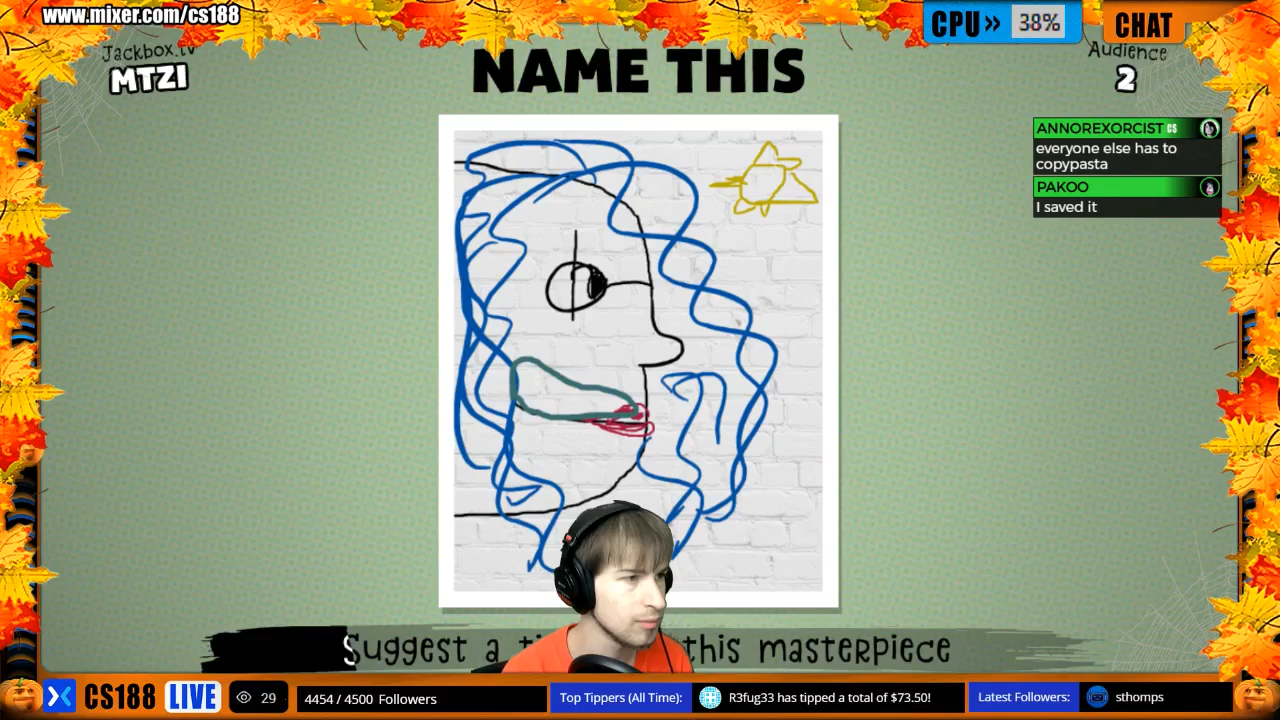 www.mixer.com/cs188
CPU» 38%
CHAT
Jackbox.tv
MTZI
NAME THIS
Audience
2
ANNOREXORCIST CS
everyone else has to
copypasta
PAKOO
I saved it
Suggest a this masterpiece
CS188 LIVE
29
4454 / 4500 Followers
Top Tippers (All Time):
R3fug33 has tipped a total of $73.50!
Latest Followers:
sthomps